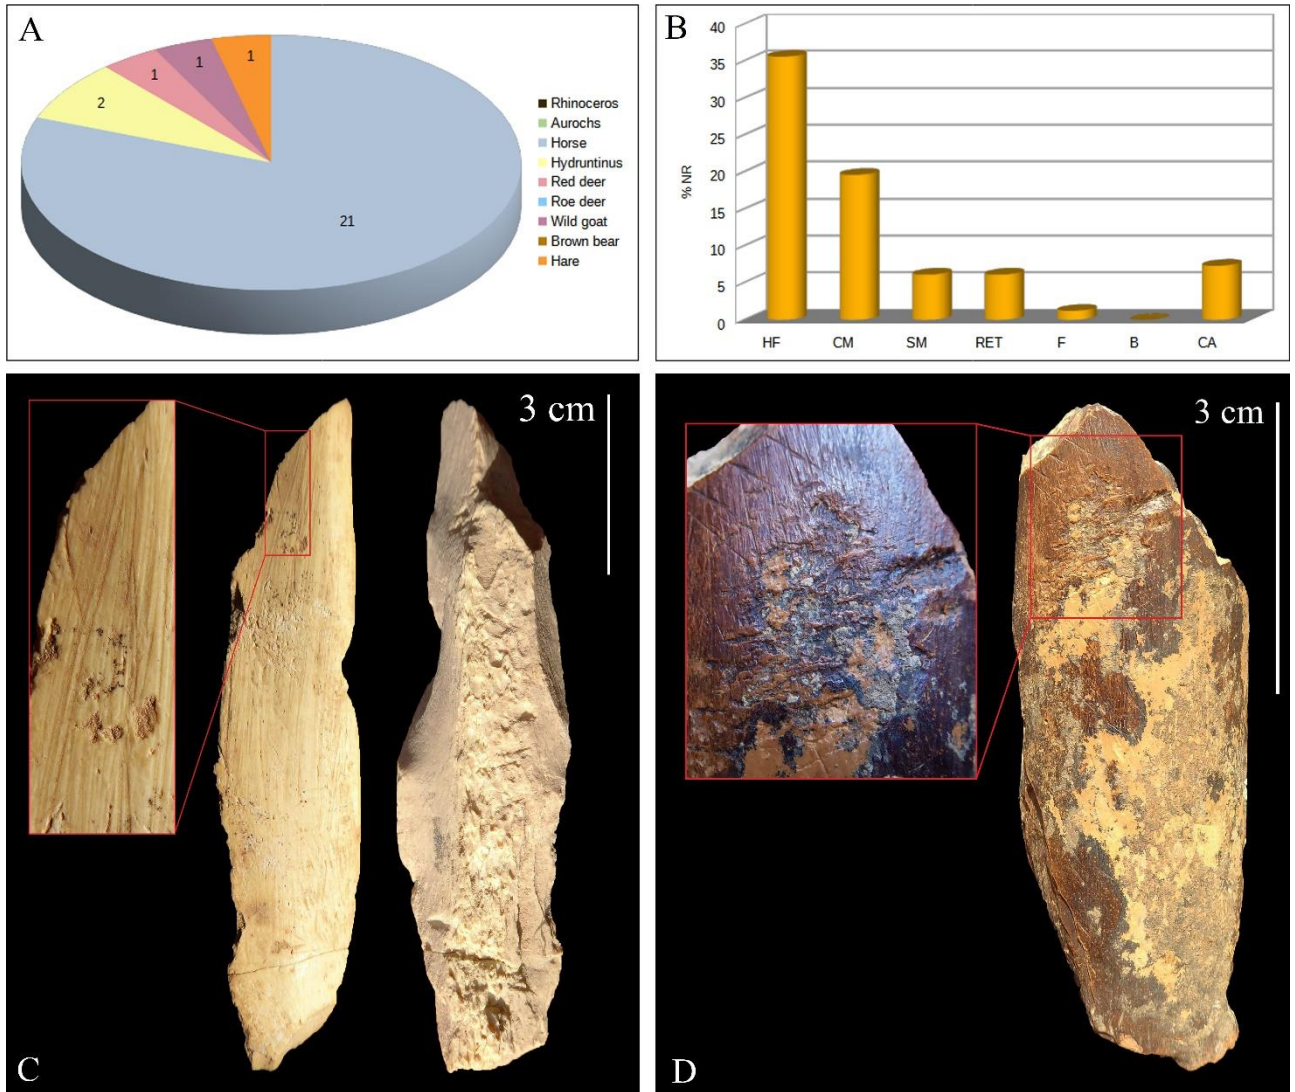 A
1
1
1
2
21
Rhinoceros
Aurochs
Horse
Hydruntinus
Red deer
Roe deer
Wild goat
Brown bear
Hare
B
40
35
30
25
20
15
10
5
0
% NR
HF
CM
SM
RET
F
B
CA
3 cm
C
3 cm
D